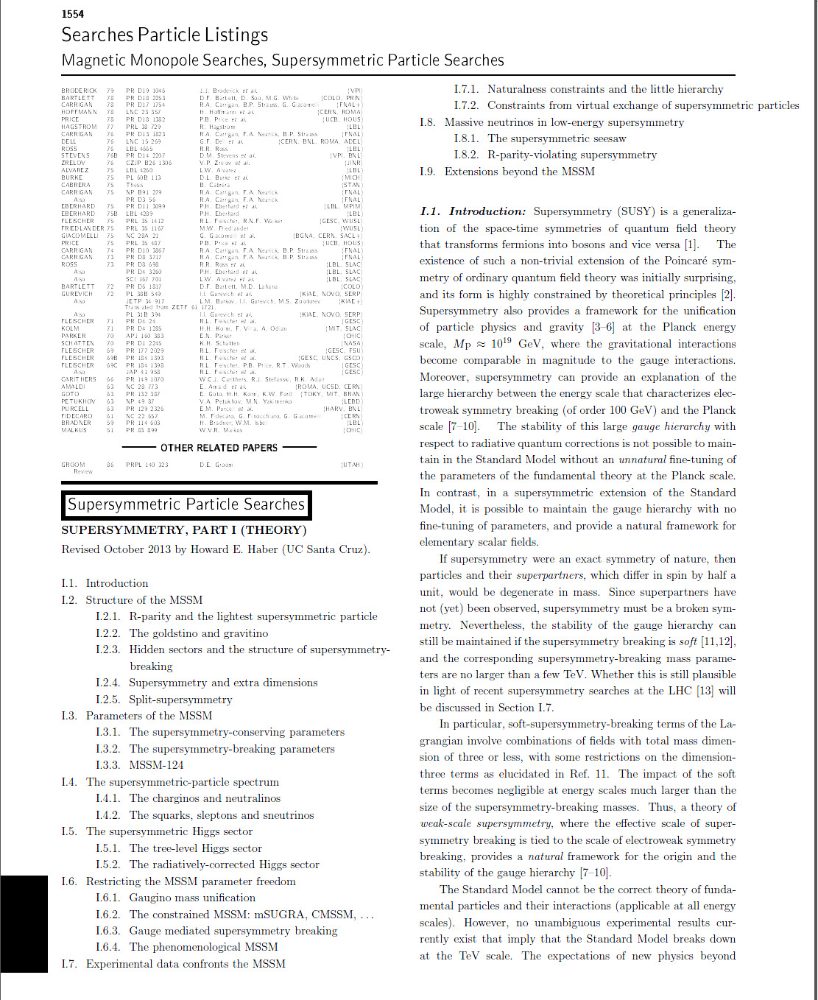 1554
Searches Particle Listings
Magnetic Monopole Searches, Supersymmetric Particle Searches
BRODERICK 79 PR D19 1046 J.J. Broderick et al. (VPI)
BARTLETT 78 PR D18 2253 D.F. Bartlett, D. Soo, M.G. White (COLO, PRIN)
CARRIGAN 78 PR D17 1754 R.A. Carrigan, B.P. Strauss, G. Giacomelli (FNAL+)
HOFFMANN 78 LNC 23 357 H. Hoffmann et al. (CERN, ROMA)
PRICE 78 PR D18 1382 P.B. Price et al. (UCB, HOUS)
HAGSTROM 77 PRL 38 729 R. Hagstrom (LBL)
CARRIGAN 76 PR D13 1823 R.A. Carrigan, F.A. Nezrick, B.P. Strauss (FNAL)
DELL 76 LNC 15 269 G.F. Dell et al. (CERN, BNL, ROMA, ADEL)
ROSS 76 LBL 4665 R.R. Ross (LBL)
STEVENS 76B PR D14 2207 D.M. Stevens et al. (VPI, BNL)
ZRELOV 76 CZJP B26 1306 V.P. Zrelov et al. (JINR)
ALVAREZ 75 LBL 4260 L.W. Alvarez (LBL)
BURKE 75 PL 60B 113 D.L. Burke et al. (MICH)
CABRERA 75 Thesis B. Cabrera (STAN)
CARRIGAN 75 NP B91 279 R.A. Carrigan, F.A. Nezrick (FNAL)
Also PR D3 56 R.A. Carrigan, F.A. Nezrick (FNAL)
EBERHARD 75 PR D11 3099 P.H. Eberhard et al. (LBL, MPIM)
EBERHARD 75B LBL 4289 P.H. Eberhard (LBL)
FLEISCHER 75 PRL 35 1412 R.L. Fleischer, R.N.F. Walker (GESC, WUSL)
FRIEDLANDER 75 PRL 35 1167 M.W. Friedlander (WUSL)
GIACOMELLI 75 NC 28A 21 G. Giacomelli et al. (BGNA, CERN, SACL+)
PRICE 75 PRL 35 487 P.B. Price et al. (UCB, HOUS)
CARRIGAN 74 PR D10 3867 R.A. Carrigan, F.A. Nezrick, B.P. Strauss (FNAL)
CARRIGAN 73 PR D8 3717 R.A. Carrigan, F.A. Nezrick, B.P. Strauss (FNAL)
ROSS 73 PR D8 698 R.R. Ross et al. (LBL, SLAC)
Also PR D4 3260 P.H. Eberhard et al. (LBL, SLAC)
Also SCI 167 701 L.W. Alvarez et al. (LBL, SLAC)
BARTLETT 72 PR D6 1817 D.F. Bartlett, M.D. Lahana (COLO)
GUREVICH 72 PL 38B 549 I.I. Gurevich et al. (KIAE, NOVO, SERP)
Also JETP 34 917 L.M. Barkov, I.I. Gurevich, M.S. Zolotorev (KIAE+)
Translated from ZETF 61 1721.
Also PL 31B 394 I.I. Gurevich et al. (KIAE, NOVO, SERP)
FLEISCHER 71 PR D4 24 R.L. Fleischer et al. (GESC)
KOLM 71 PR D4 1285 H.H. Kolm, F. Villa, A. Odian (MIT, SLAC)
PARKER 70 APJ 160 383 E.N. Parker (CHIC)
SCHATTEN 70 PR D1 2245 K.H. Schatten (NASA)
FLEISCHER 69 PR 177 2029 R.L. Fleischer et al. (GESC, FSU)
FLEISCHER 69B PR 184 1393 R.L. Fleischer et al. (GESC, UNCS, GSCO)
FLEISCHER 69C PR 184 1398 R.L. Fleischer, P.B. Price, R.T. Woods (GESC)
Also JAP 41 958 R.L. Fleischer et al. (GESC)
CARITHERS 66 PR 149 1070 W.C.J. Carithers, R.J. Stefanski, R.K. Adair
AMALDI 63 NC 28 773 E. Amaldi et al. (ROMA, UCSD, CERN)
GOTO 63 PR 132 387 E. Goto, H.H. Kolm, K.W. Ford (TOKY, MIT, BRAN)
PETUKHOV 63 NP 49 87 V.A. Petukhov, M.N. Yakimenko (LEBD)
PURCELL 63 PR 129 2326 E.M. Purcell et al. (HARV, BNL)
FIDECARO 61 NC 22 657 M. Fidecaro, G. Finocchiaro, G. Giacomelli (CERN)
BRADNER 59 PR 114 603 H. Bradner, W.M. Isbell (LBL)
MALKUS 51 PR 83 899 W.V.R. Malkus (CHIC)
OTHER RELATED PAPERS
GROOM 86 PRPL 140 323 D.E. Groom (UTAH)
Review
Supersymmetric Particle Searches
SUPERSYMMETRY, PART I (THEORY)
Revised October 2013 by Howard E. Haber (UC Santa Cruz).
I.1. Introduction
I.2. Structure of the MSSM
I.2.1. R-parity and the lightest supersymmetric particle
I.2.2. The goldstino and gravitino
I.2.3. Hidden sectors and the structure of supersymmetry-
breaking
I.2.4. Supersymmetry and extra dimensions
I.2.5. Split-supersymmetry
I.3. Parameters of the MSSM
I.3.1. The supersymmetry-conserving parameters
I.3.2. The supersymmetry-breaking parameters
I.3.3. MSSM-124
I.4. The supersymmetric-particle spectrum
I.4.1. The charginos and neutralinos
I.4.2. The squarks, sleptons and sneutrinos
I.5. The supersymmetric Higgs sector
I.5.1. The tree-level Higgs sector
I.5.2. The radiatively-corrected Higgs sector
I.6. Restricting the MSSM parameter freedom
I.6.1. Gaugino mass unification
I.6.2. The constrained MSSM: mSUGRA, CMSSM, . . .
I.6.3. Gauge mediated supersymmetry breaking
I.6.4. The phenomenological MSSM
I.7. Experimental data confronts the MSSM
I.7.1. Naturalness constraints and the little hierarchy
I.7.2. Constraints from virtual exchange of supersymmetric particles
I.8. Massive neutrinos in low-energy supersymmetry
I.8.1. The supersymmetric seesaw
I.8.2. R-parity-violating supersymmetry
I.9. Extensions beyond the MSSM
I.1. Introduction: Supersymmetry (SUSY) is a generaliza-
tion of the space-time symmetries of quantum field theory
that transforms fermions into bosons and vice versa [1]. The
existence of such a non-trivial extension of the Poincaré sym-
metry of ordinary quantum field theory was initially surprising,
and its form is highly constrained by theoretical principles [2].
Supersymmetry also provides a framework for the unification
of particle physics and gravity [3–6] at the Planck energy
scale, MP ≈ 10^19 GeV, where the gravitational interactions
become comparable in magnitude to the gauge interactions.
Moreover, supersymmetry can provide an explanation of the
large hierarchy between the energy scale that characterizes elec-
troweak symmetry breaking (of order 100 GeV) and the Planck
scale [7–10]. The stability of this large gauge hierarchy with
respect to radiative quantum corrections is not possible to main-
tain in the Standard Model without an unnatural fine-tuning of
the parameters of the fundamental theory at the Planck scale.
In contrast, in a supersymmetric extension of the Standard
Model, it is possible to maintain the gauge hierarchy with no
fine-tuning of parameters, and provide a natural framework for
elementary scalar fields.
If supersymmetry were an exact symmetry of nature, then
particles and their superpartners, which differ in spin by half a
unit, would be degenerate in mass. Since superpartners have
not (yet) been observed, supersymmetry must be a broken sym-
metry. Nevertheless, the stability of the gauge hierarchy can
still be maintained if the supersymmetry breaking is soft [11,12],
and the corresponding supersymmetry-breaking mass parame-
ters are no larger than a few TeV. Whether this is still plausible
in light of recent supersymmetry searches at the LHC [13] will
be discussed in Section I.7.
In particular, soft-supersymmetry-breaking terms of the La-
grangian involve combinations of fields with total mass dimen-
sion of three or less, with some restrictions on the dimension-
three terms as elucidated in Ref. 11. The impact of the soft
terms becomes negligible at energy scales much larger than the
size of the supersymmetry-breaking masses. Thus, a theory of
weak-scale supersymmetry, where the effective scale of super-
symmetry breaking is tied to the scale of electroweak symmetry
breaking, provides a natural framework for the origin and the
stability of the gauge hierarchy [7–10].
The Standard Model cannot be the correct theory of funda-
mental particles and their interactions (applicable at all energy
scales). However, no unambiguous experimental results cur-
rently exist that imply that the Standard Model breaks down
at the TeV scale. The expectations of new physics beyond